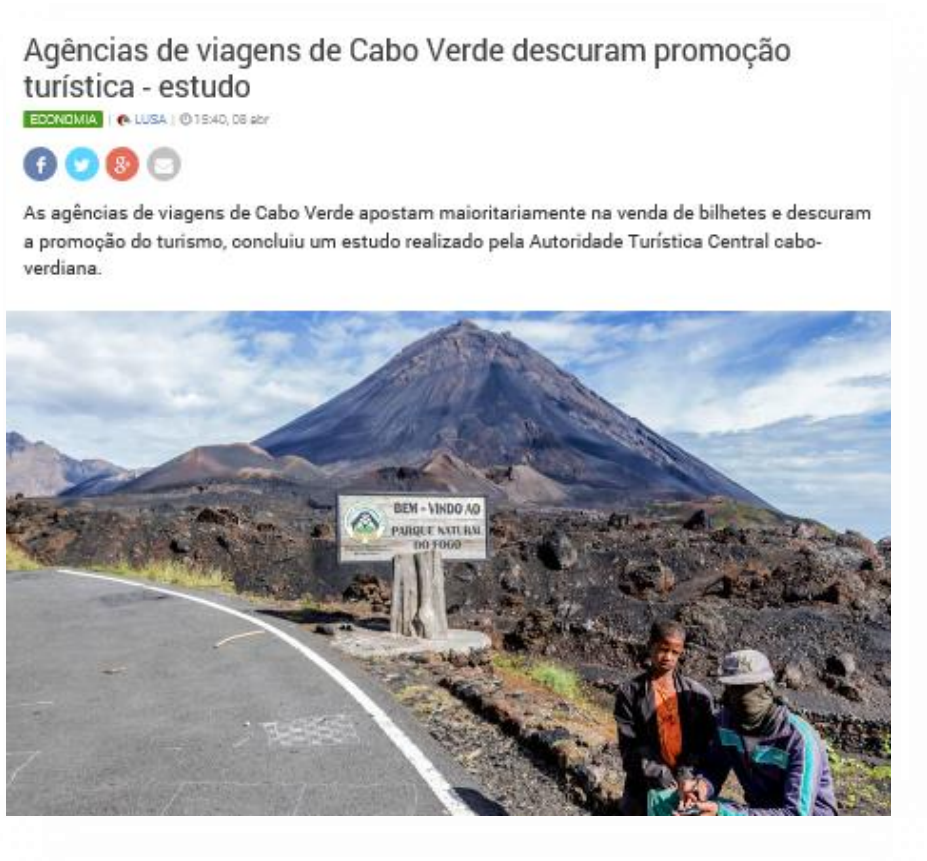 Agências de viagens de Cabo Verde descuram promoção
turística - estudo
ECONOMIA | LUSA | 15:40, 08 abr
As agências de viagens de Cabo Verde apostam maioritariamente na venda de bilhetes e descuram
a promoção do turismo, concluiu um estudo realizado pela Autoridade Turística Central cabo-
verdiana.
BEM - VINDO AO
PARQUE NATURAL
DO FOGO